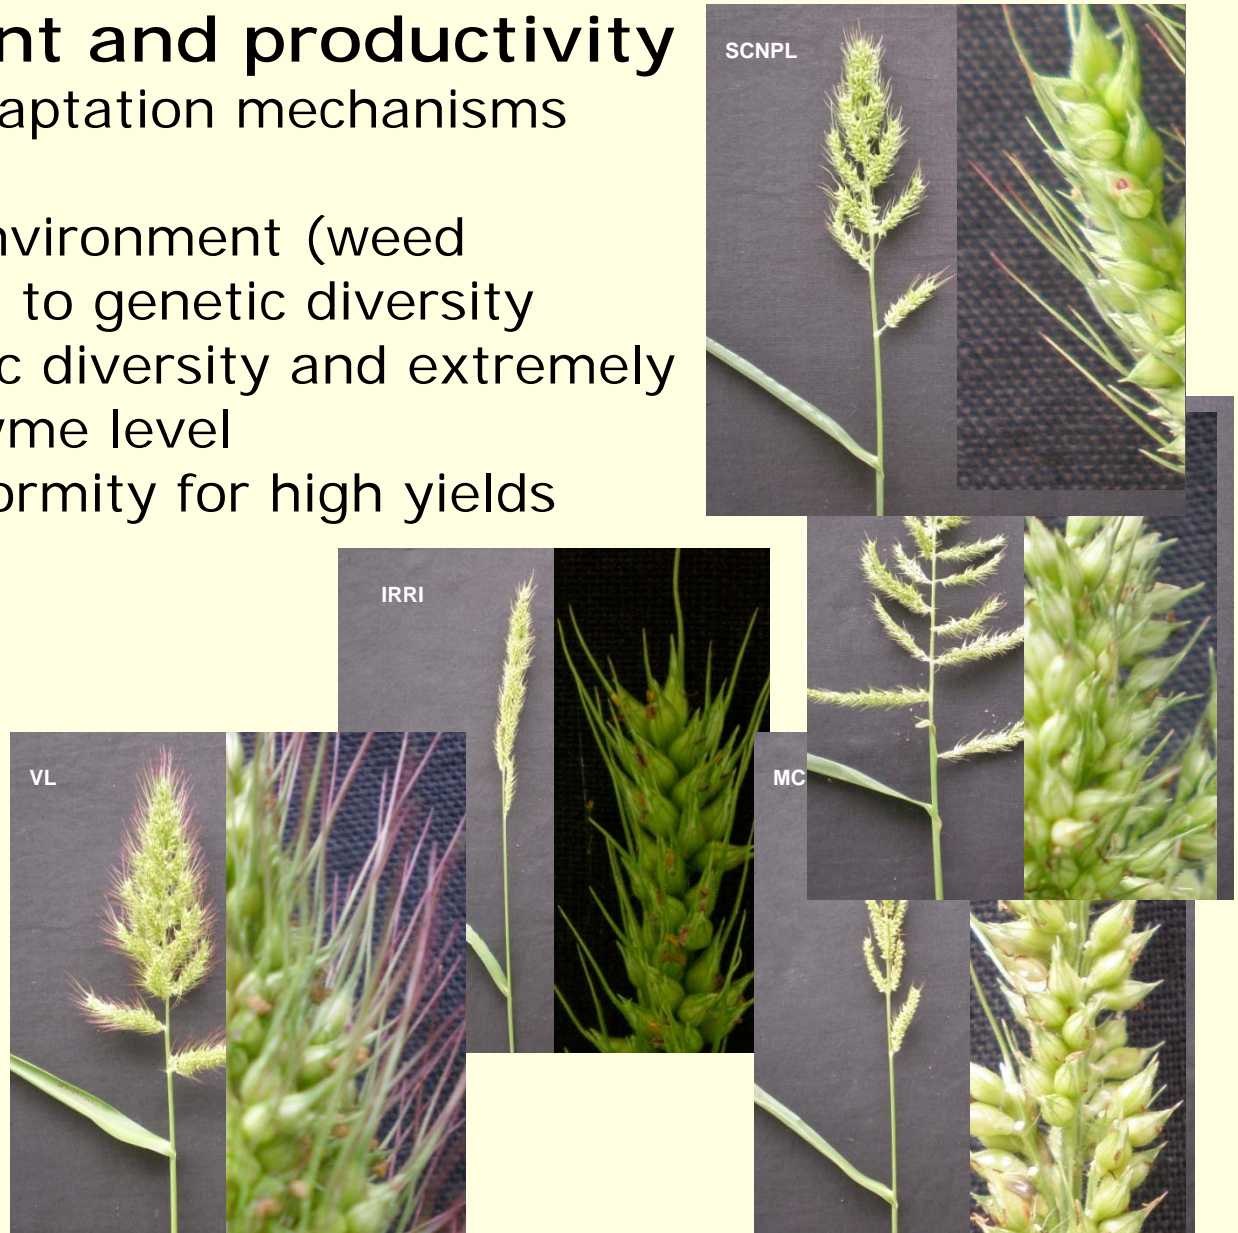 nt and productivity
aptation mechanisms
nvironment (weed
to genetic diversity
c diversity and extremely
yme level
ormity for high yields
SCNPL
IRRI
VL
MC